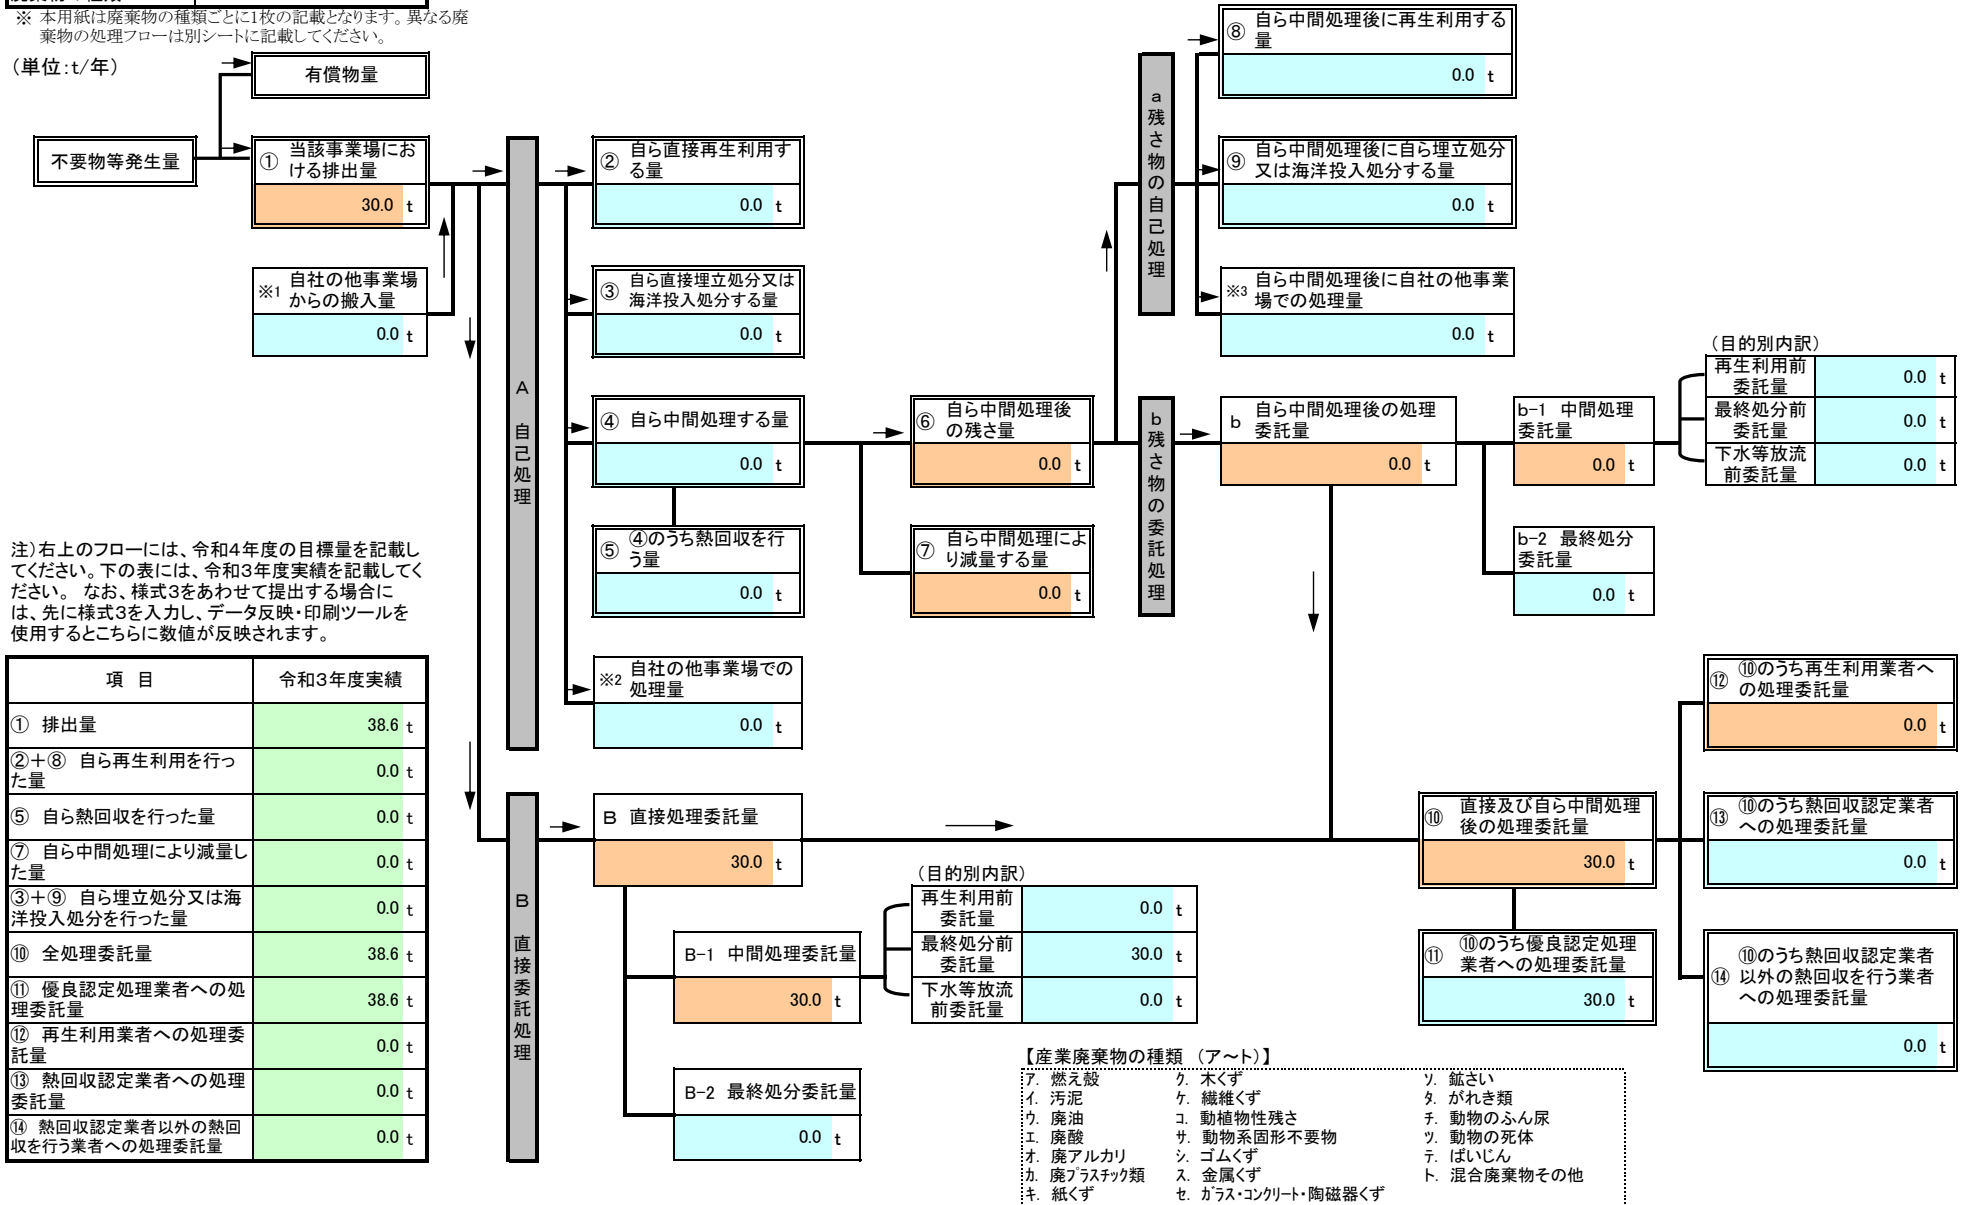 ※ 本用紙は廃棄物の種類ごとに1枚の記載となります。異なる廃
棄物の処理フローは別シートに記載してください。
(単位:t/年)
有償物量
不要物等発生量
① 当該事業場にお
ける排出量
30.0 t
※1 自社の他事業場
からの搬入量
0.0 t
A 自己処理
② 自ら直接再生利用す
る量
0.0 t
③ 自ら直接埋立処分又は
海洋投入処分する量
0.0 t
④ 自ら中間処理する量
0.0 t
⑤ ④のうち熱回収を行
う量
0.0 t
※2 自社の他事業場での
処理量
0.0 t
⑥ 自ら中間処理後
の残さ量
0.0 t
⑦ 自ら中間処理によ
り減量する量
0.0 t
a 残さ物の自己処理
⑧ 自ら中間処理後に再生利用する
量
0.0 t
⑨ 自ら中間処理後に自ら埋立処分
又は海洋投入処分する量
0.0 t
※3 自ら中間処理後に自社の他事業
場での処理量
0.0 t
b 残さ物の委託処理
b 自ら中間処理後の処理
委託量
0.0 t
b-1 中間処理
委託量
0.0 t
(目的別内訳)
再生利用前
委託量 0.0 t
最終処分前
委託量 0.0 t
下水等放流
前委託量 0.0 t
b-2 最終処分
委託量
0.0 t
注)右上のフローには、令和4年度の目標量を記載し
てください。下の表には、令和3年度実績を記載してく
ださい。 なお、様式3をあわせて提出する場合に
は、先に様式3を入力し、データ反映・印刷ツールを
使用するとこちらに数値が反映されます。
項 目 令和3年度実績
① 排出量 38.6 t
②+⑧ 自ら再生利用を行っ
た量 0.0 t
⑤ 自ら熱回収を行った量 0.0 t
⑦ 自ら中間処理により減量し
た量 0.0 t
③+⑨ 自ら埋立処分又は海
洋投入処分を行った量 0.0 t
⑩ 全処理委託量 38.6 t
⑪ 優良認定処理業者への処
理委託量 38.6 t
⑫ 再生利用業者への処理委
託量 0.0 t
⑬ 熱回収認定業者への処理
委託量 0.0 t
⑭ 熱回収認定業者以外の熱回
収を行う業者への処理委託量 0.0 t
B 直接委託処理
B 直接処理委託量
30.0 t
B-1 中間処理委託量
30.0 t
(目的別内訳)
再生利用前
委託量 0.0 t
最終処分前
委託量 30.0 t
下水等放流
前委託量 0.0 t
B-2 最終処分委託量
0.0 t
⑩ 直接及び自ら中間処理
後の処理委託量
30.0 t
⑪ ⑩のうち優良認定処理
業者への処理委託量
30.0 t
⑫ ⑩のうち再生利用業者へ
の処理委託量
0.0 t
⑬ ⑩のうち熱回収認定業者
への処理委託量
0.0 t
⑭ ⑩のうち熱回収認定業者
以外の熱回収を行う業者
への処理委託量
0.0 t
【産業廃棄物の種類 (ア~ト)】
ア. 燃え殻 ク. 木くず ソ. 鉱さい
イ. 汚泥 ケ. 繊維くず タ. がれき類
ウ. 廃油 コ. 動植物性残さ チ. 動物のふん尿
エ. 廃酸 サ. 動物系固形不要物 ツ. 動物の死体
オ. 廃アルカリ シ. ゴムくず テ. ばいじん
カ. 廃プラスチック類 ス. 金属くず ト. 混合廃棄物その他
キ. 紙くず セ. ガラス・コンクリート・陶磁器くず